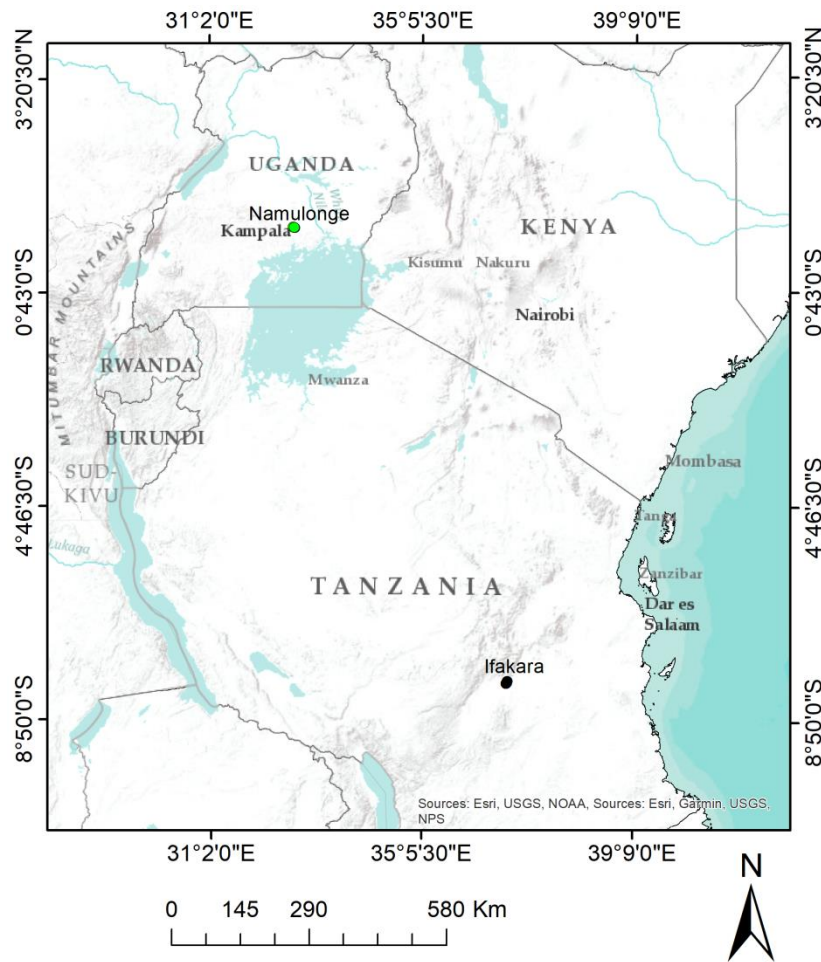 31°2'0"E 35°5'30"E 39°9'0"E
3°20'30"N 3°20'30"N
UGANDA
Namulonge
Kampala
KENYA
Kisumu Nakuru
0°43'0"S 0°43'0"S
Nairobi
MITUMBAR MOUNTAINS
RWANDA
Mwanza
BURUNDI
Mombasa
SUD-
KIVU
4°46'30"S 4°46'30"S
Tanga
Lukaga
Zanzibar
TANZANIA
Dar es
Salaam
Ifakara
8°50'0"S 8°50'0"S
Sources: Esri, USGS, NOAA, Sources: Esri, Garmin, USGS,
NPS
31°2'0"E 35°5'30"E 39°9'0"E
N
0 145 290 580 Km